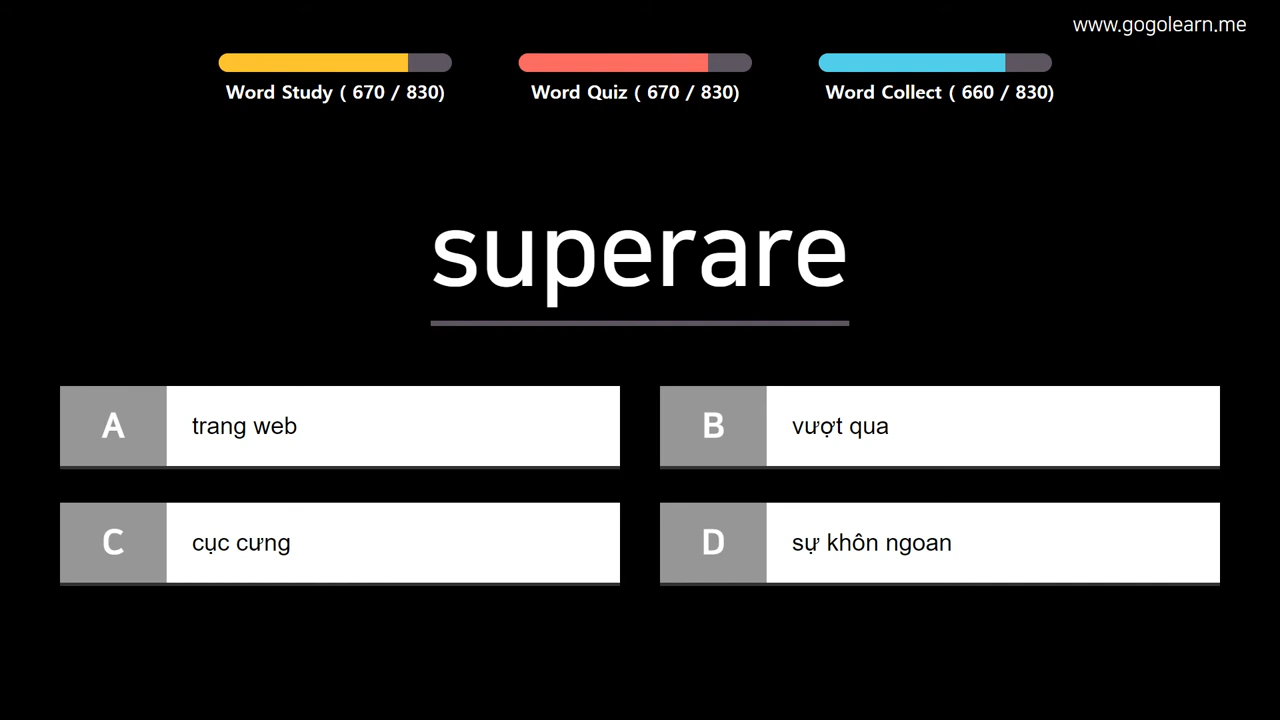 www.gogolearn.me
Word Study ( 670 / 830)
Word Quiz ( 670 / 830)
Word Collect ( 660 / 830)
superare
A trang web
B vượt qua
C cục cưng
D sự khôn ngoan